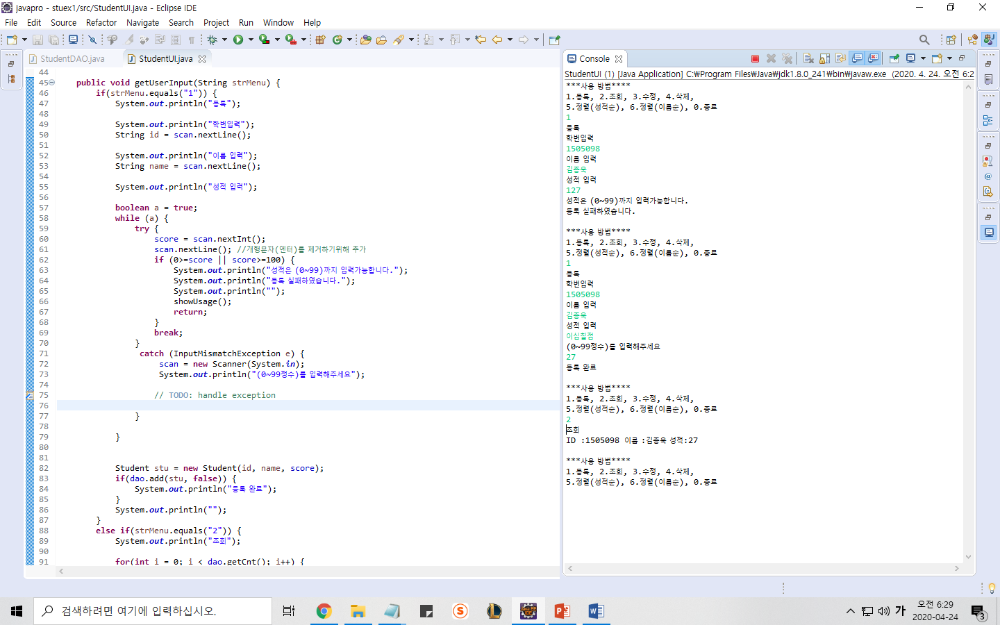 javapro - stuex1/src/StudentUI.java - Eclipse IDE
File Edit Source Refactor Navigate Search Project Run Window Help
StudentDAO.java StudentUI.java
44
45 public void getUserInput(String strMenu) {
46 if(strMenu.equals("1")) {
47 System.out.println("등록");
48
49 System.out.println("학번입력");
50 String id = scan.nextLine();
51
52 System.out.println("이름 입력");
53 String name = scan.nextLine();
54
55 System.out.println("성적 입력");
56
57 boolean a = true;
58 while (a) {
59 try {
60 score = scan.nextInt();
61 scan.nextLine(); //개행문자(엔터)를 제거하기위해 추가
62 if (0>=score || score>=100) {
63 System.out.println("성적은 (0~99)까지 입력가능합니다.");
64 System.out.println("등록 실패하였습니다.");
65 System.out.println("");
66 showUsage();
67 return;
68 }
69 break;
70 }
71 catch (InputMismatchException e) {
72 scan = new Scanner(System.in);
73 System.out.println("(0~99정수)를 입력해주세요");
74
75 // TODO: handle exception
76
77 }
78
79 }
80
81
82 Student stu = new Student(id, name, score);
83 if(dao.add(stu, false)) {
84 System.out.println("등록 완료");
85 }
86 System.out.println("");
87 }
88 else if(strMenu.equals("2")) {
89 System.out.println("조회");
90
91 for(int i = 0; i < dao.getCnt(); i++) {
Console
StudentUI (1) [Java Application] C:₩Program Files₩Java₩jdk1.8.0_241₩bin₩javaw.exe (2020. 4. 24. 오전 6:2
***사용 방법****
1.등록, 2.조회, 3.수정, 4.삭제,
5.정렬(성적순), 6.정렬(이름순), 0.종료
1
등록
학번입력
1505098
이름 입력
김종욱
성적 입력
127
성적은 (0~99)까지 입력가능합니다.
등록 실패하였습니다.
***사용 방법****
1.등록, 2.조회, 3.수정, 4.삭제,
5.정렬(성적순), 6.정렬(이름순), 0.종료
1
등록
학번입력
1505098
이름 입력
김종욱
성적 입력
이십칠점
(0~99정수)를 입력해주세요
27
등록 완료
***사용 방법****
1.등록, 2.조회, 3.수정, 4.삭제,
5.정렬(성적순), 6.정렬(이름순), 0.종료
2
조회
ID :1505098 이름 :김종욱 성적:27
***사용 방법****
1.등록, 2.조회, 3.수정, 4.삭제,
5.정렬(성적순), 6.정렬(이름순), 0.종료
검색하려면 여기에 입력하십시오.
가
오전 6:29
2020-04-24
3